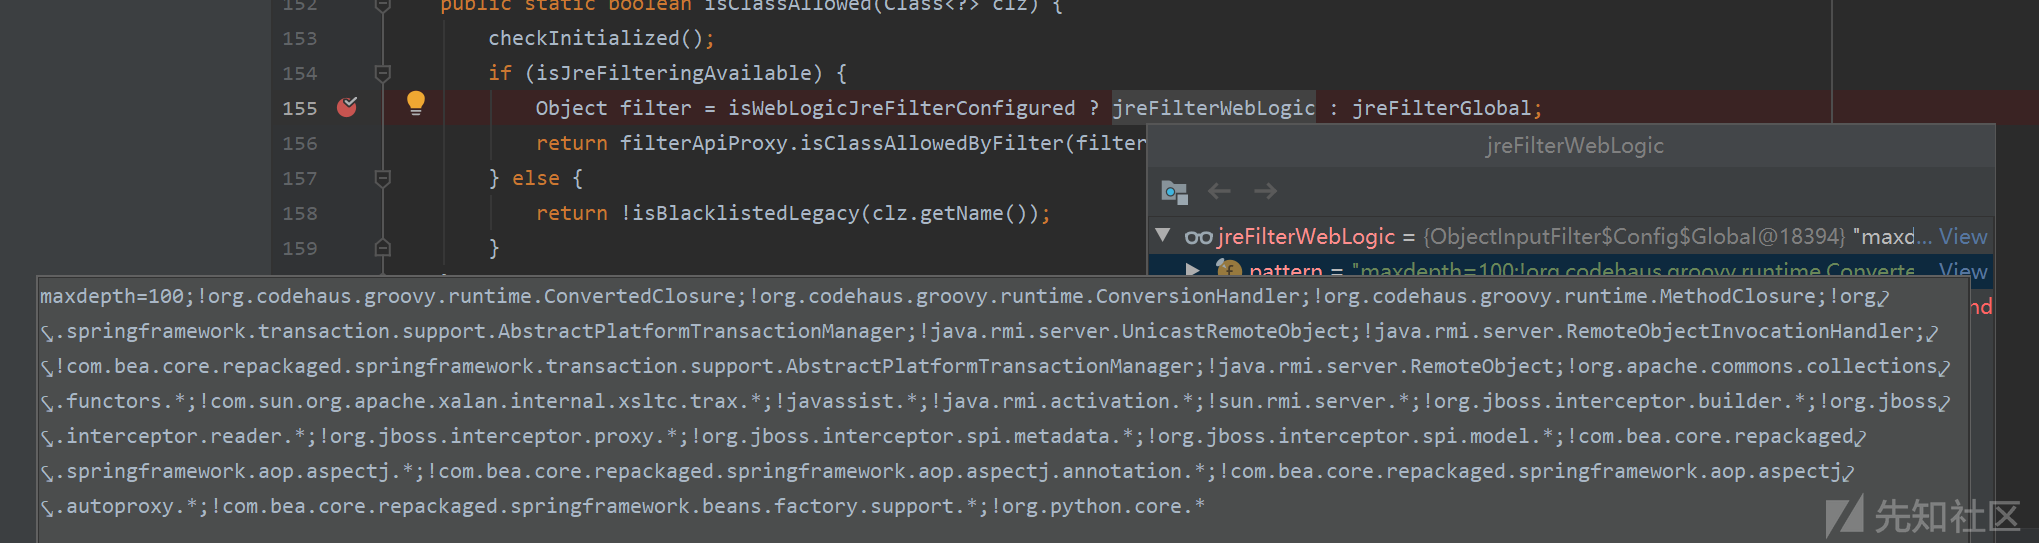 152 public static boolean isClassAllowed(Class<?> clz) {
153 checkInitialized();
154 if (isJreFilteringAvailable) {
155 Object filter = isWebLogicJreFilterConfigured ? jreFilterWebLogic : jreFilterGlobal;
156 return filterApiProxy.isClassAllowedByFilter(filter
jreFilterWebLogic
157 } else {
158 return !isBlacklistedLegacy(clz.getName());
jreFilterWebLogic = {ObjectInputFilter$Config$Global@18394} "maxd... View
159 }
pattern = "maxdepth=100;!org.codehaus.groovy.runtime.Converte... View
maxdepth=100;!org.codehaus.groovy.runtime.ConvertedClosure;!org.codehaus.groovy.runtime.ConversionHandler;!org.codehaus.groovy.runtime.MethodClosure;!org
.springframework.transaction.support.AbstractPlatformTransactionManager;!java.rmi.server.UnicastRemoteObject;!java.rmi.server.RemoteObjectInvocationHandler;
!com.bea.core.repackaged.springframework.transaction.support.AbstractPlatformTransactionManager;!java.rmi.server.RemoteObject;!org.apache.commons.collections
.functors.*;!com.sun.org.apache.xalan.internal.xsltc.trax.*;!javassist.*;!java.rmi.activation.*;!sun.rmi.server.*;!org.jboss.interceptor.builder.*;!org.jboss
.interceptor.reader.*;!org.jboss.interceptor.proxy.*;!org.jboss.interceptor.spi.metadata.*;!org.jboss.interceptor.spi.model.*;!com.bea.core.repackaged
.springframework.aop.aspectj.*;!com.bea.core.repackaged.springframework.aop.aspectj.annotation.*;!com.bea.core.repackaged.springframework.aop.aspectj
.autoproxy.*;!com.bea.core.repackaged.springframework.beans.factory.support.*;!org.python.core.*
先知社区